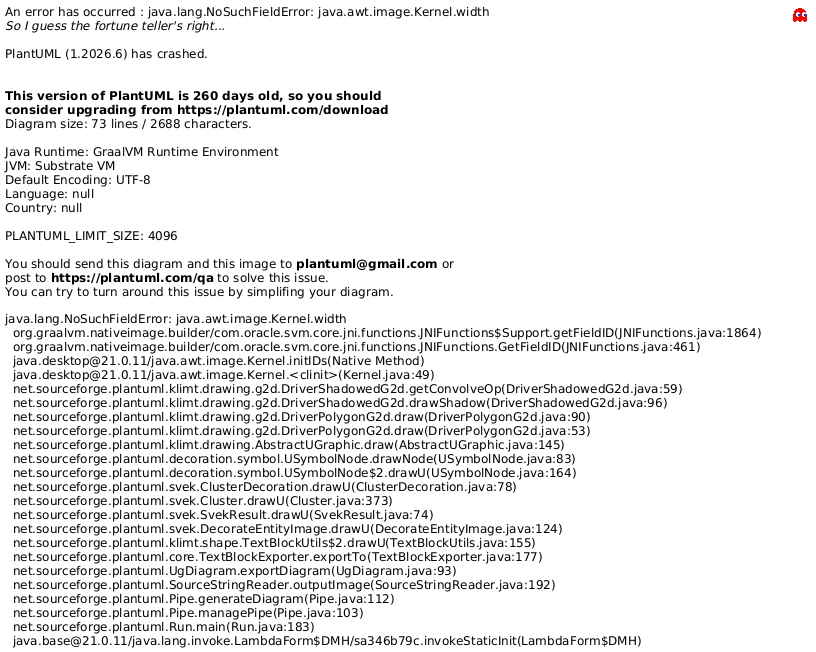 An error has occurred : java.lang.NoSuchFieldError: java.awt.image.Kernel.width
So I guess the fortune teller's right...
PlantUML (1.2026.6) has crashed.
This version of PlantUML is 260 days old, so you should
consider upgrading from https://plantuml.com/download
Diagram size: 73 lines / 2688 characters.
Java Runtime: GraalVM Runtime Environment
JVM: Substrate VM
Default Encoding: UTF-8
Language: null
Country: null
PLANTUML_LIMIT_SIZE: 4096
You should send this diagram and this image to plantuml@gmail.com or
post to https://plantuml.com/qa to solve this issue.
You can try to turn around this issue by simplifing your diagram.
java.lang.NoSuchFieldError: java.awt.image.Kernel.width
org.graalvm.nativeimage.builder/com.oracle.svm.core.jni.functions.JNIFunctions$Support.getFieldID(JNIFunctions.java:1864)
org.graalvm.nativeimage.builder/com.oracle.svm.core.jni.functions.JNIFunctions.GetFieldID(JNIFunctions.java:461)
java.desktop@21.0.11/java.awt.image.Kernel.initIDs(Native Method)
java.desktop@21.0.11/java.awt.image.Kernel.<clinit>(Kernel.java:49)
net.sourceforge.plantuml.klimt.drawing.g2d.DriverShadowedG2d.getConvolveOp(DriverShadowedG2d.java:59)
net.sourceforge.plantuml.klimt.drawing.g2d.DriverShadowedG2d.drawShadow(DriverShadowedG2d.java:96)
net.sourceforge.plantuml.klimt.drawing.g2d.DriverPolygonG2d.draw(DriverPolygonG2d.java:90)
net.sourceforge.plantuml.klimt.drawing.g2d.DriverPolygonG2d.draw(DriverPolygonG2d.java:53)
net.sourceforge.plantuml.klimt.drawing.AbstractUGraphic.draw(AbstractUGraphic.java:145)
net.sourceforge.plantuml.decoration.symbol.USymbolNode.drawNode(USymbolNode.java:83)
net.sourceforge.plantuml.decoration.symbol.USymbolNode$2.drawU(USymbolNode.java:164)
net.sourceforge.plantuml.svek.ClusterDecoration.drawU(ClusterDecoration.java:78)
net.sourceforge.plantuml.svek.Cluster.drawU(Cluster.java:373)
net.sourceforge.plantuml.svek.SvekResult.drawU(SvekResult.java:74)
net.sourceforge.plantuml.svek.DecorateEntityImage.drawU(DecorateEntityImage.java:124)
net.sourceforge.plantuml.klimt.shape.TextBlockUtils$2.drawU(TextBlockUtils.java:155)
net.sourceforge.plantuml.core.TextBlockExporter.exportTo(TextBlockExporter.java:177)
net.sourceforge.plantuml.UgDiagram.exportDiagram(UgDiagram.java:93)
net.sourceforge.plantuml.SourceStringReader.outputImage(SourceStringReader.java:192)
net.sourceforge.plantuml.Pipe.generateDiagram(Pipe.java:112)
net.sourceforge.plantuml.Pipe.managePipe(Pipe.java:103)
net.sourceforge.plantuml.Run.main(Run.java:183)
java.base@21.0.11/java.lang.invoke.LambdaForm$DMH/sa346b79c.invokeStaticInit(LambdaForm$DMH)